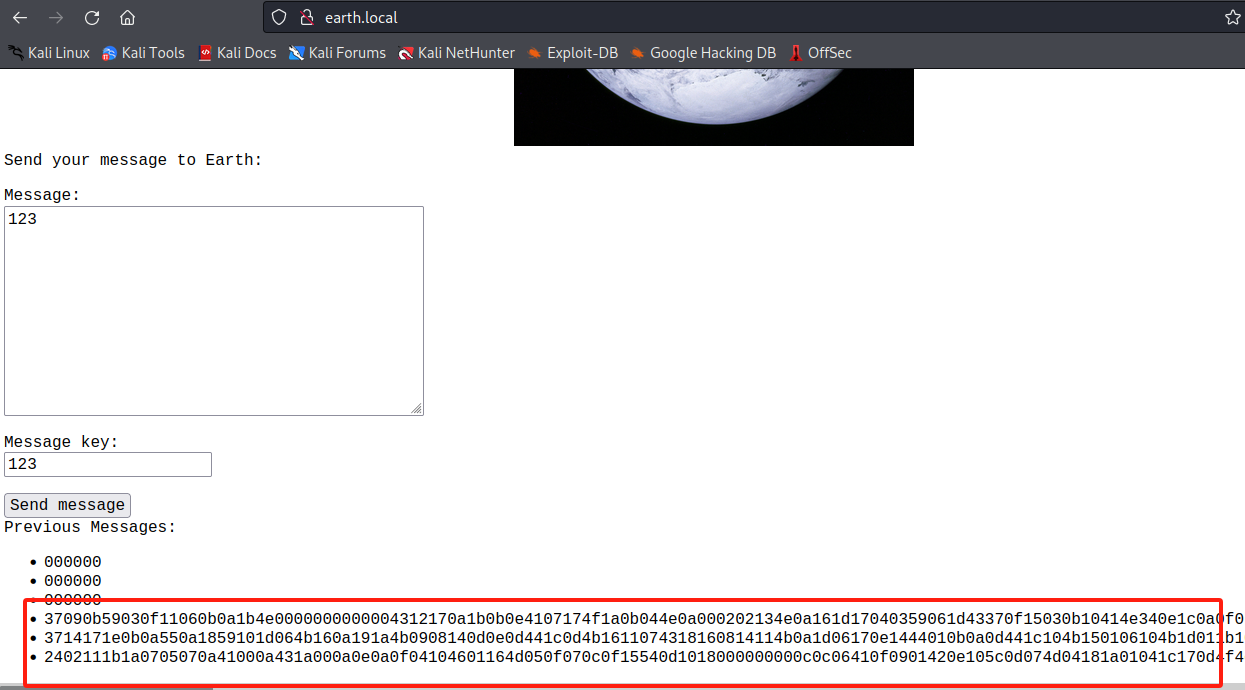 earth.local
Kali Linux Kali Tools Kali Docs Kali Forums Kali NetHunter Exploit-DB Google Hacking DB OffSec
Send your message to Earth:
Message:
123
Message key:
123
Send message
Previous Messages:
000000
000000
000000
37090b59030f11060b0a1b4e0000000000004312170a1b0b0e4107174f1a0b044e0a000202134e0a161d17040359061d43370f15030b10414e340e1c0a0f0
3714171e0b0a550a1859101d064b160a191a4b0908140d0e0d441c0d4b1611074318160814114b0a1d06170e1444010b0a0d441c104b150106104b1d011b1
2402111b1a0705070a41000a431a000a0e0a0f04104601164d050f070c0f15540d1018000000000c0c06410f0901420e105c0d074d04181a01041c170d4f4